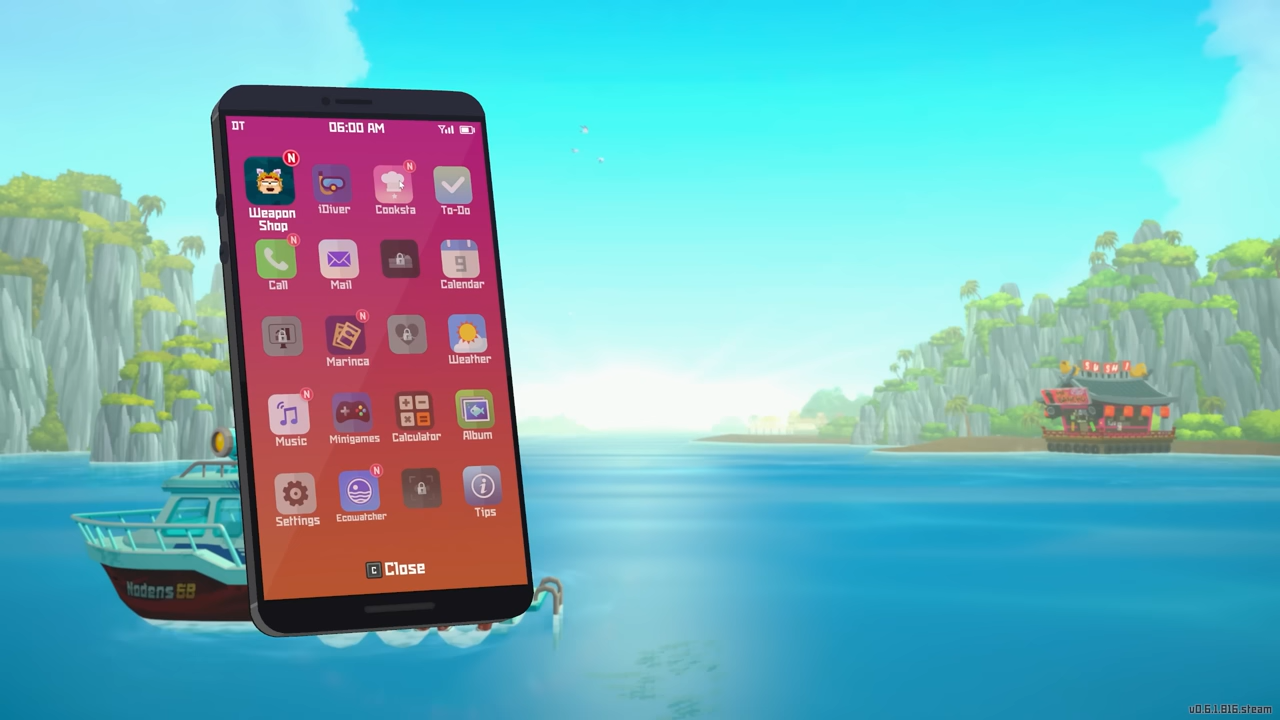 DT
06:00 AM
N
N
Weapon
Shop
iDiver
Cooksta
To-Do
N
9
Call
Mail
Calendar
N
Marinca
Weather
N
Music
Minigames
Calculator
Album
N
Settings
Ecowatcher
Tips
C Close
SUSHI
Nodens 68
v0.6.1.816.steam